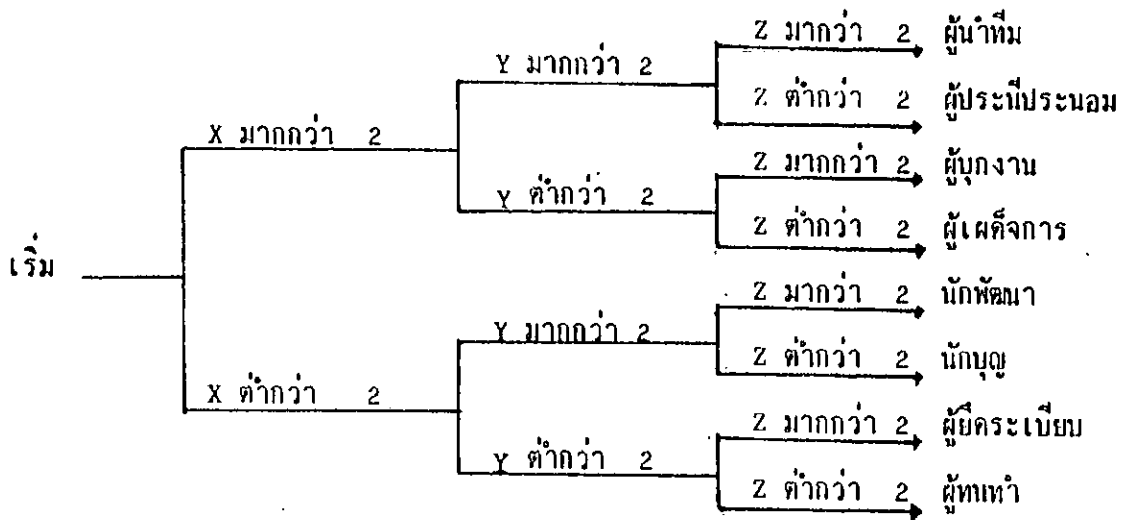 Z มากว่า 2 ผู้นำทีม
Y มากกว่า 2
Z ต่ำกว่า 2 ผู้ประนีประนอม
X มากกว่า 2
Z มากกว่า 2 ผู้บุกงาน
Y ต่ำกว่า 2
Z ต่ำกว่า 2 ผู้เผด็จการ
เริ่ม
Z มากว่า 2 นักพัฒนา
Y มากกว่า 2
Z ต่ำกว่า 2 นักบุญ
X ต่ำกว่า 2
Z มากกว่า 2 ผู้ยึดระเบียบ
Y ต่ำกว่า 2
Z ต่ำกว่า 2 ผู้ทนทำ